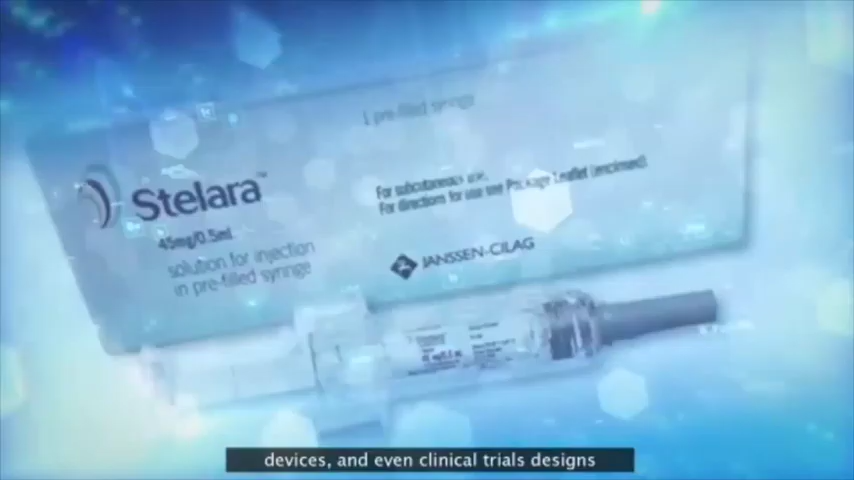 1 pre-filled syringe
Stelara™
45mg/0.5ml
solution for injection
in pre-filled syringe
For subcutaneous use.
For directions for use see Package Leaflet (enclosed)
JANSSEN-CILAG
devices, and even clinical trials designs